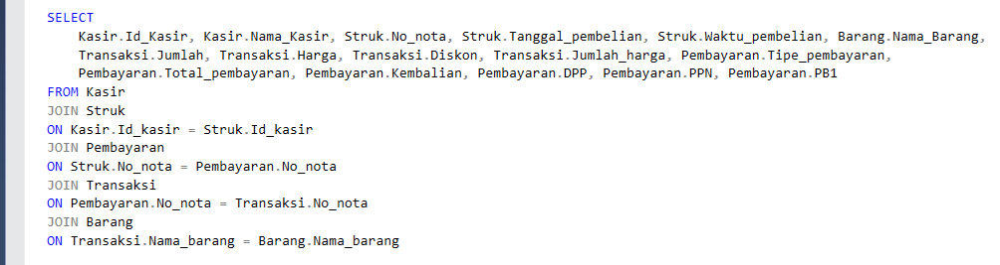 SELECT
Kasir.Id_Kasir, Kasir.Nama_Kasir, Struk.No_nota, Struk.Tanggal_pembelian, Struk.Waktu_pembelian, Barang.Nama_Barang,
Transaksi.Jumlah, Transaksi.Harga, Transaksi.Diskon, Transaksi.Jumlah_harga, Pembayaran.Tipe_pembayaran,
Pembayaran.Total_pembayaran, Pembayaran.Kembalian, Pembayaran.DPP, Pembayaran.PPN, Pembayaran.PB1
FROM Kasir
JOIN Struk
ON Kasir.Id_kasir = Struk.Id_kasir
JOIN Pembayaran
ON Struk.No_nota = Pembayaran.No_nota
JOIN Transaksi
ON Pembayaran.No_nota = Transaksi.No_nota
JOIN Barang
ON Transaksi.Nama_barang = Barang.Nama_barang